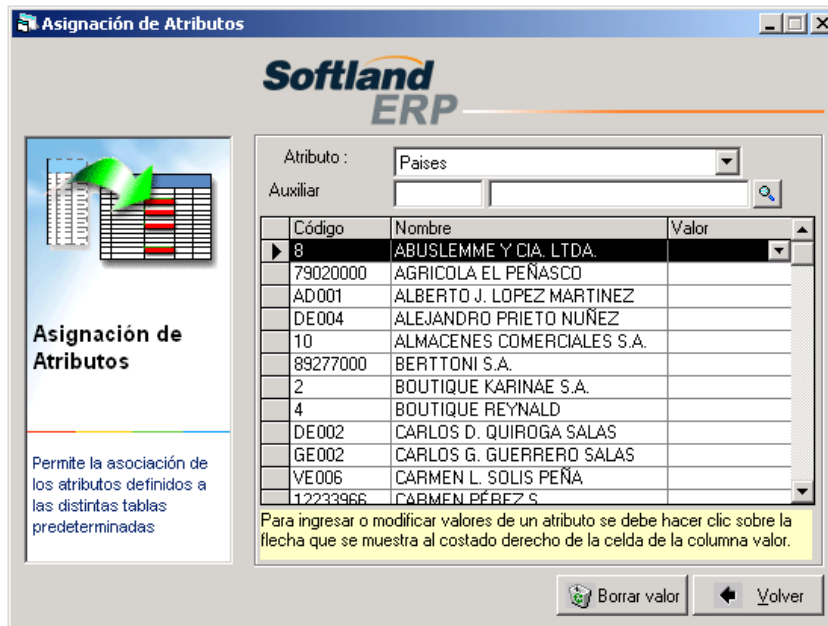 Asignación de Atributos
Softland
ERP
Atributo :
Paises
Auxiliar
Código Nombre Valor
8 ABUSLEMME Y CIA. LTDA.
79020000 AGRICOLA EL PEÑASCO
AD001 ALBERTO J. LOPEZ MARTINEZ
DE004 ALEJANDRO PRIETO NUÑEZ
10 ALMACENES COMERCIALES S.A.
89277000 BERTTONI S.A.
2 BOUTIQUE KARINAE S.A.
4 BOUTIQUE REYNALD
DE002 CARLOS D. QUIROGA SALAS
GE002 CARLOS G. GUERRERO SALAS
VE006 CARMEN L. SOLIS PEÑA
12233966 CARMEN PÉREZ S
Asignación de
Atributos
Permite la asociación de
los atributos definidos a
las distintas tablas
predeterminadas
Para ingresar o modificar valores de un atributo se debe hacer clic sobre la
flecha que se muestra al costado derecho de la celda de la columna valor.
Borrar valor
Volver